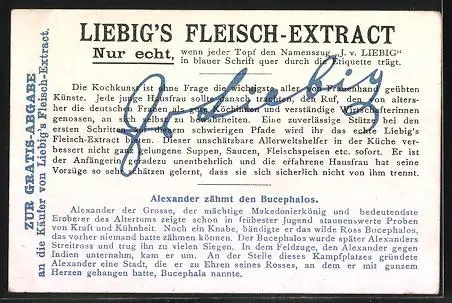 LIEBIG'S FLEISCH-EXTRACT
Nur echt, wenn jeder Topf den Namenszug „J. v. LIEBIG“
in blauer Schrift quer durch die Etiquette trägt.
ZUR GRATIS-ABGABE
an die Käufer von Liebig's Fleisch-Extract.
Die Kochkunst ist ohne Frage die wichtigste aller von Frauenhand geübten
Künste. Jede junge Hausfrau sollte den Ruf, den von alters-
her die deutschen Frauen als Köchinnen und verständige Wirtschafterinnen
genossen, an sich zu bewahrheiten. Eine zuverlässige Stütze bei den
ersten Schritten auf dem schwierigen Pfade wird ihr das echte Liebig's
Fleisch-Extract bieten. Dieser unschätzbare Allerweltshelfer in der Küche ver-
bessert nicht ganz gelungene Suppen, Saucen, Fleischspeisen etc. sofort. Er ist
der Anfängerin geradezu unentbehrlich und die erfahrene Hausfrau hat seine
Vorzüge so sehr schätzen gelernt, dass sie sich sicherlich nicht von ihm trennt.
JvLiebig
Alexander zähmt den Bucephalos.
Alexander der Grosse, der mächtige Makedonierkönig und bedeutendste
Eroberer des Altertums zeigte schon in frühester jugend staunenswerte Proben
von Kraft und Kühnheit. Noch ein Knabe, bändigte er das wilde Ross Bucephalos,
das vorher niemand hatte zähmen können. Der Bucephalos wurde später Alexanders
Streitross und trug ihn zu vielen Siegen. In dem Feldzuge, den Alexander gegen
Indien unternahm, kam er um. An der Stelle dieses Kampfplatzes gründete
Alexander eine Stadt, die er zu Ehren seines Rosses, an dem er mit ganzem
Herzen gehangen hatte, Bucephala nannte.